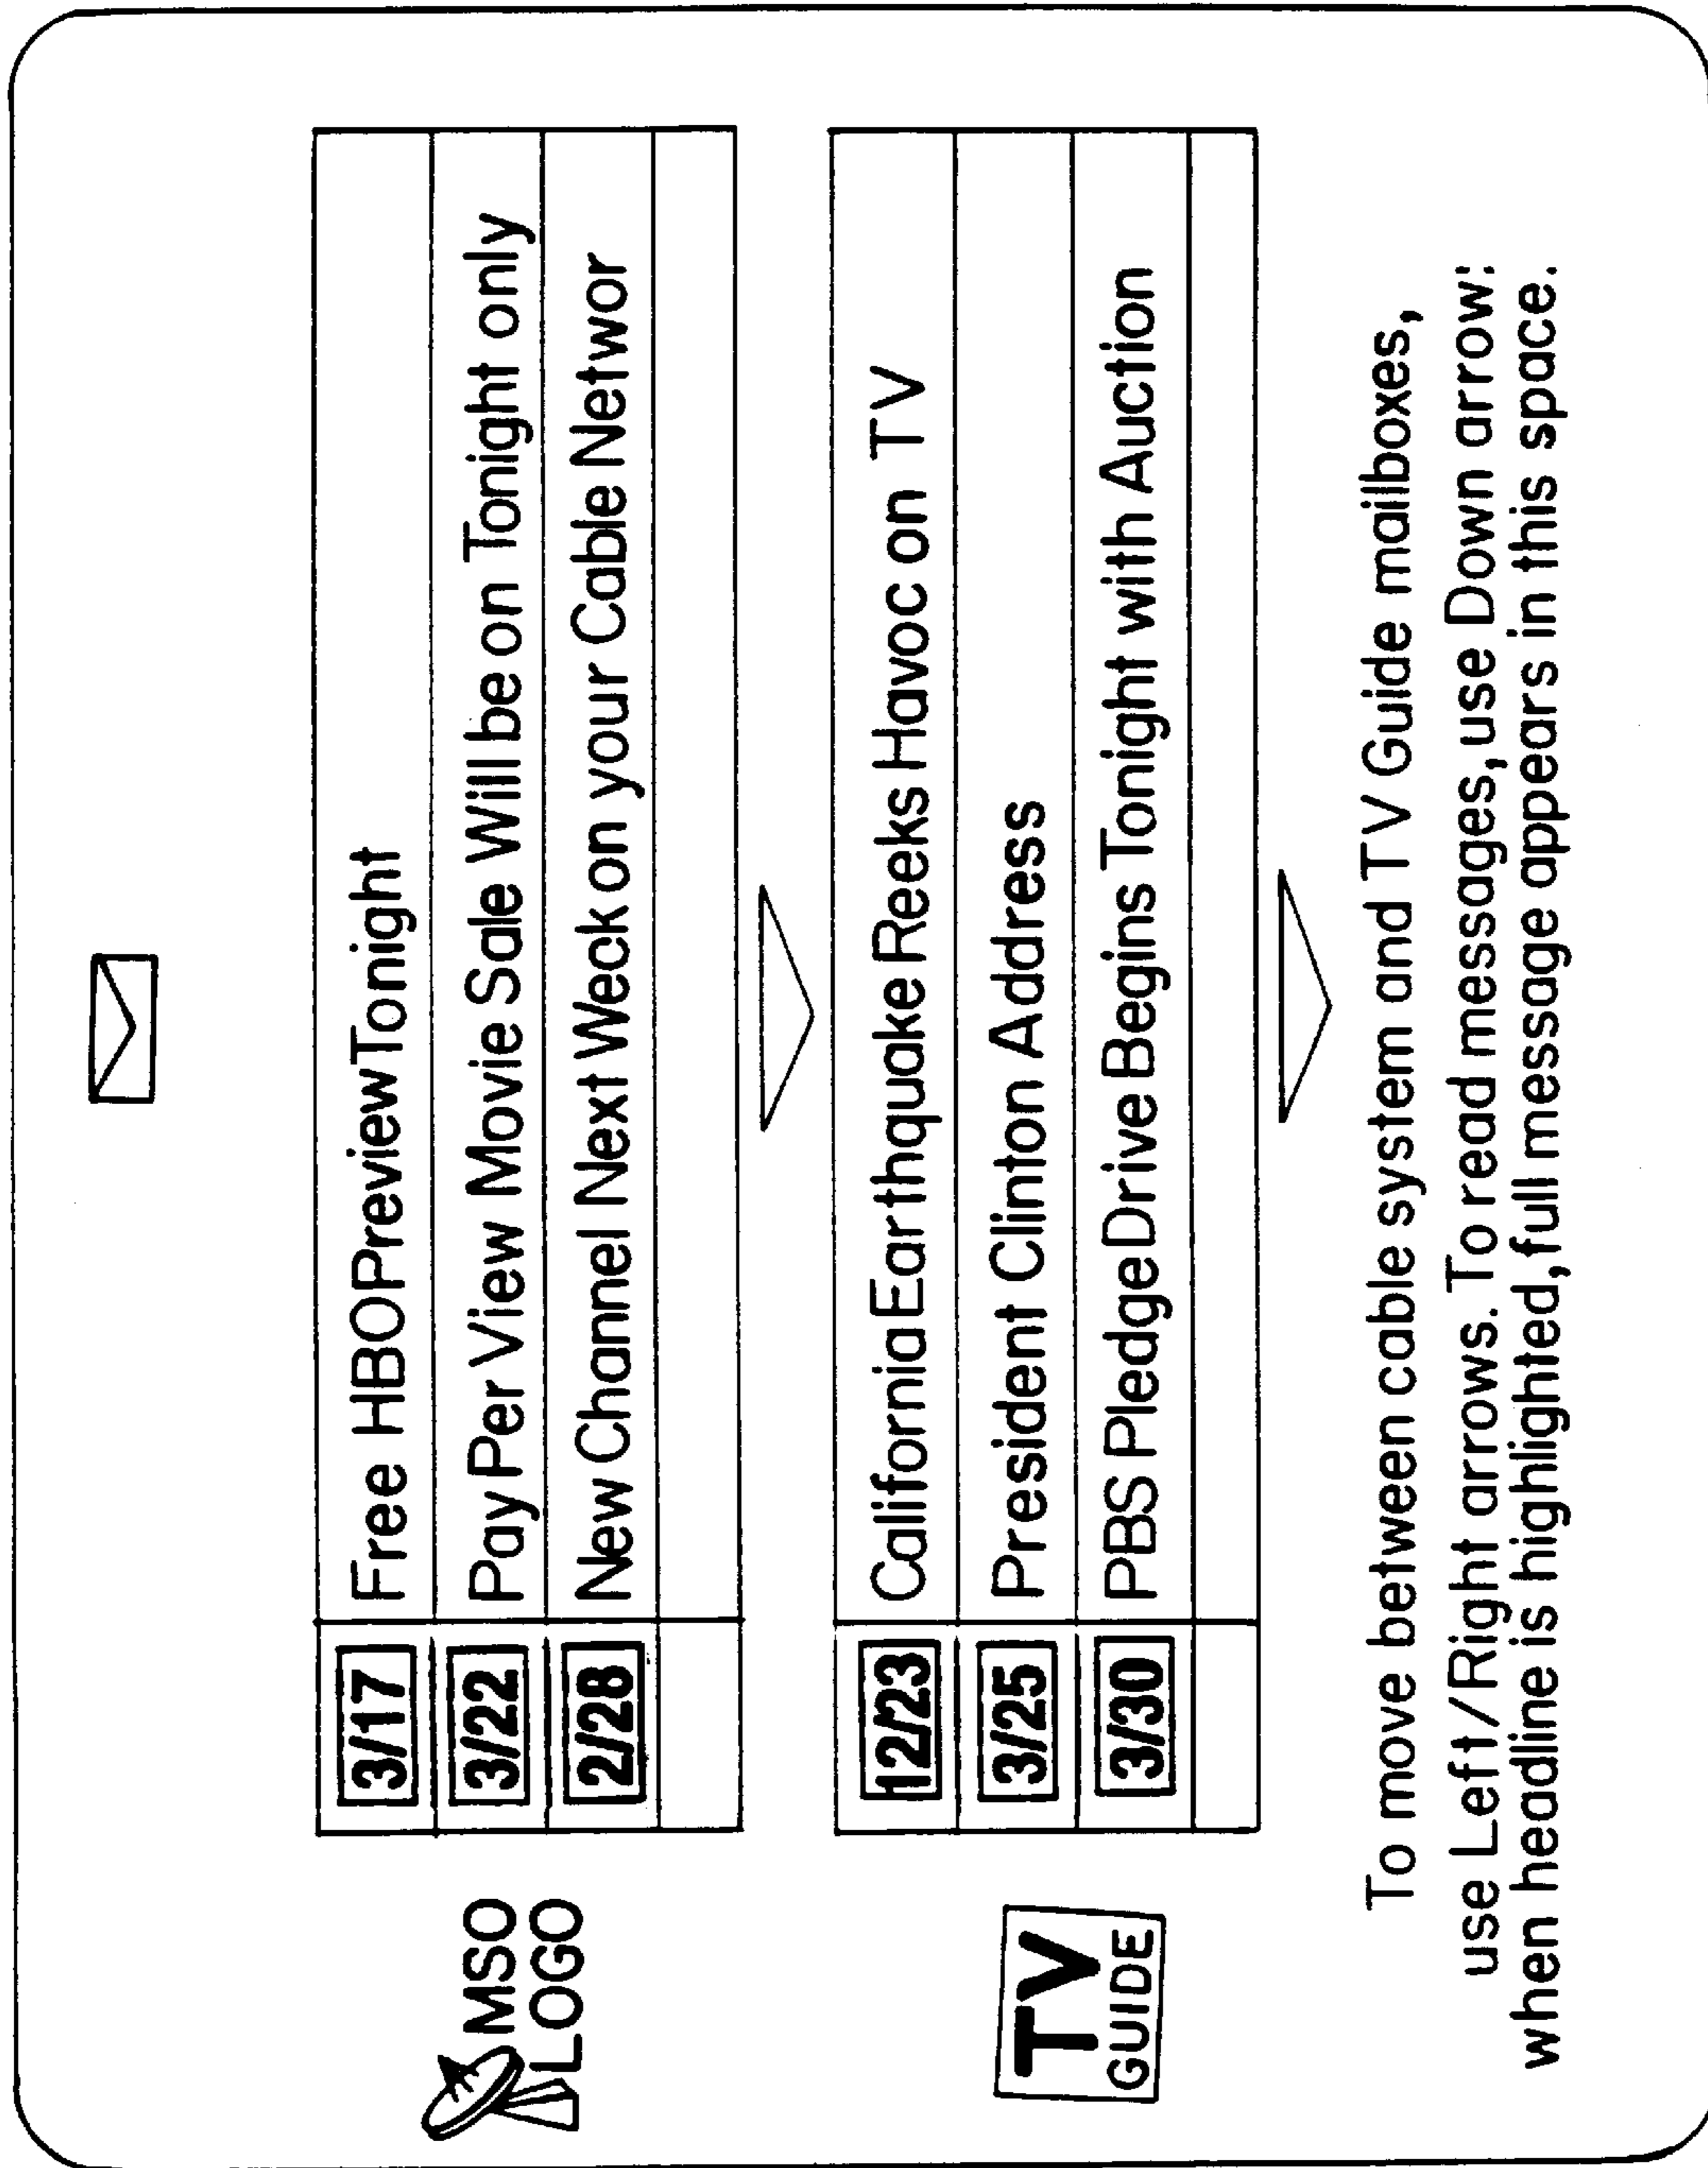 MSO
LOGO
3/17 Free HBOPreviewTonight
3/22 Pay Per View Movie Sale Will be on Tonight only
2/28 New Channel Next Weck on your Cable Networ
TV
GUIDE
12/23 California Earthquake Reeks Havoc on TV
3/25 President Clinton Address
3/30 PBS Pledge Drive Begins Tonight with Auction
To move between cable system and TV Guide mailboxes,
use Left/Right arrows. To read messages, use Down arrow:
when headline is highlighted, full message appears in this space.